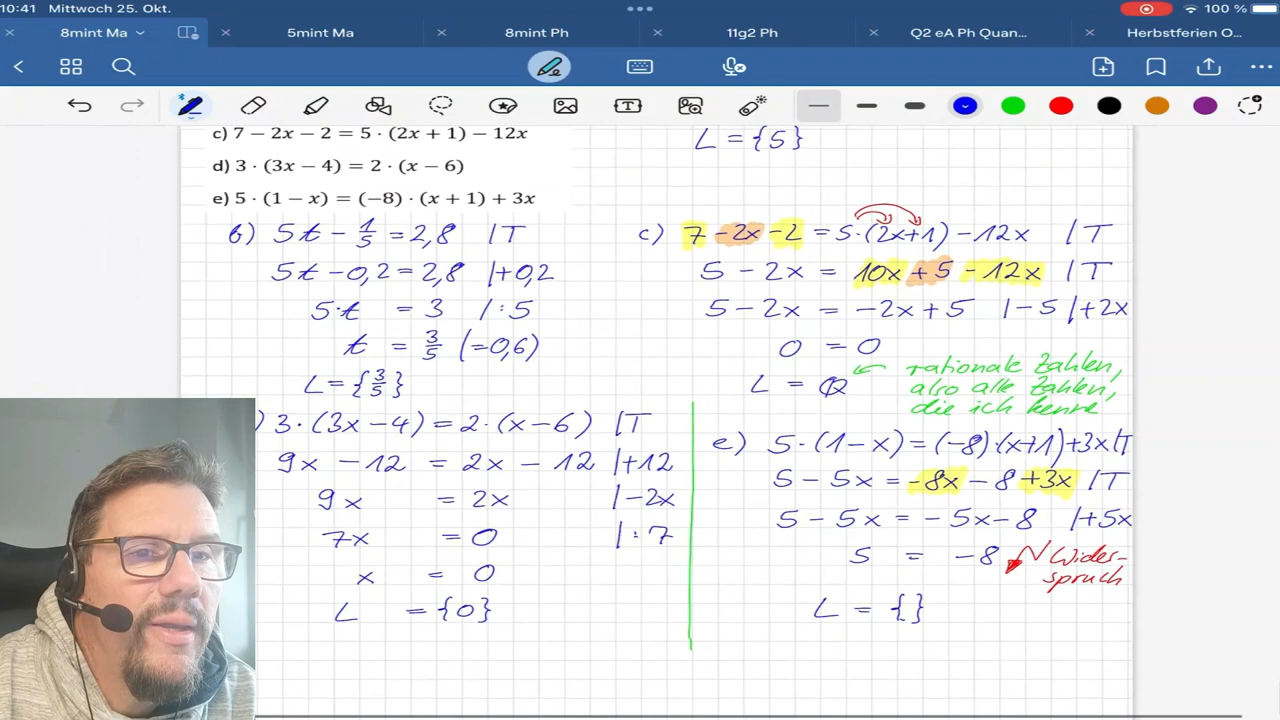 10:41 Mittwoch 25. Okt. 100 %
8mint Ma 5mint Ma 8mint Ph 11g2 Ph Q2 eA Ph Quan... Herbstferien O...
c) 7 − 2x − 2 = 5 · (2x + 1) − 12x
d) 3 · (3x − 4) = 2 · (x − 6)
e) 5 · (1 − x) = (−8) · (x + 1) + 3x
L = {5}
b) 5t - 1/5 = 2,8 |T
5t - 0,2 = 2,8 |+0,2
5·t = 3 |:5
t = 3/5 (=0,6)
L = {3/5}
) 3·(3x-4) = 2·(x-6) |T
9x - 12 = 2x - 12 |+12
9x = 2x |-2x
7x = 0 |:7
x = 0
L = {0}
c) 7 - 2x - 2 = 5·(2x+1) - 12x |T
5 - 2x = 10x + 5 - 12x |T
5 - 2x = -2x + 5 |-5 |+2x
0 = 0
L = ℚ
rationale Zahlen,
also alle Zahlen,
die ich kenne
e) 5·(1-x) = (-8)·(x+1)+3x |T
5 - 5x = -8x - 8 + 3x |T
5 - 5x = -5x - 8 |+5x
5 = -8
Wider-
spruch
L = { }